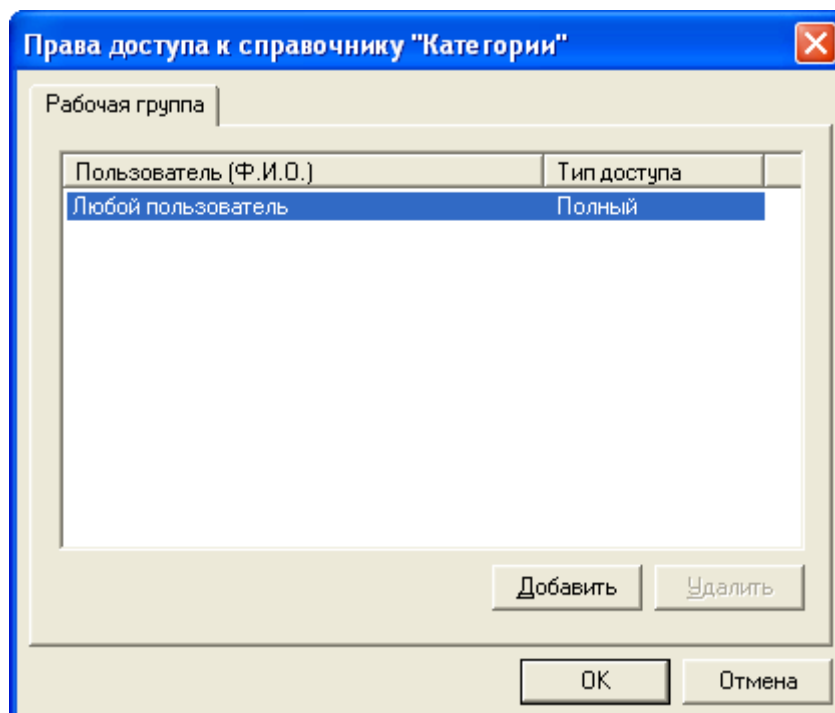 Права доступа к справочнику "Категории"
Рабочая группа
Пользователь (Ф.И.О.) Тип доступа
Любой пользователь Полный
Добавить Удалить
OK Отмена